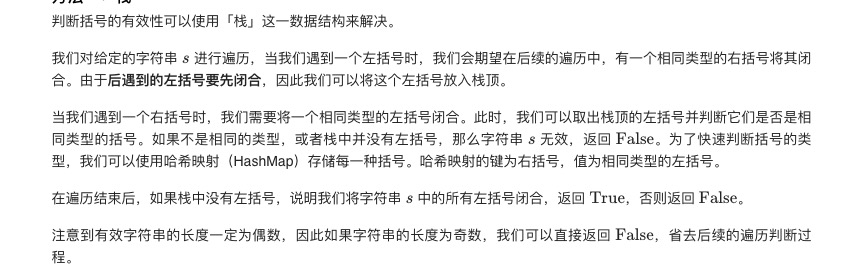 判断括号的有效性可以使用「栈」这一数据结构来解决。
我们对给定的字符串 s 进行遍历，当我们遇到一个左括号时，我们会期望在后续的遍历中，有一个相同类型的右括号将其闭
合。由于后遇到的左括号要先闭合，因此我们可以将这个左括号放入栈顶。
当我们遇到一个右括号时，我们需要将一个相同类型的左括号闭合。此时，我们可以取出栈顶的左括号并判断它们是否是相
同类型的括号。如果不是相同的类型，或者栈中并没有左括号，那么字符串 s 无效，返回 False。为了快速判断括号的类
型，我们可以使用哈希映射（HashMap）存储每一种括号。哈希映射的键为右括号，值为相同类型的左括号。
在遍历结束后，如果栈中没有左括号，说明我们将字符串 s 中的所有左括号闭合，返回 True，否则返回 False。
注意到有效字符串的长度一定为偶数，因此如果字符串的长度为奇数，我们可以直接返回 False，省去后续的遍历判断过
程。